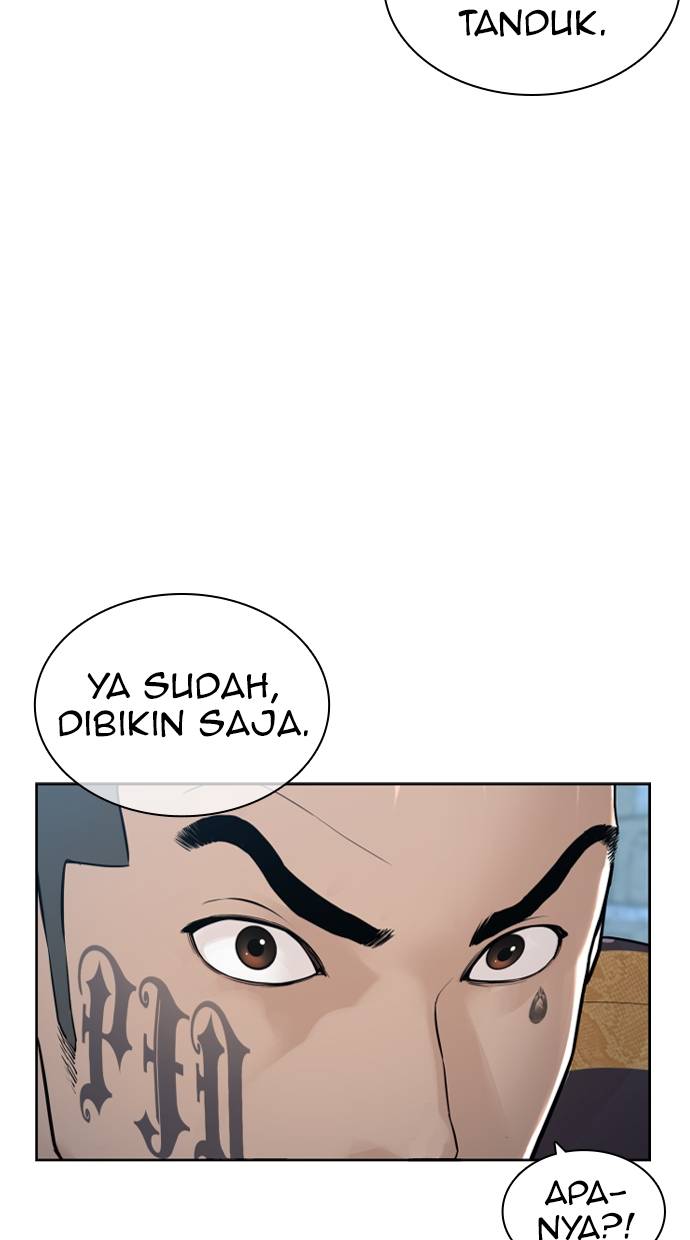 TANDUK.
YA SUDAH,
DIBIKIN SAJA.
APA-
NYA?!